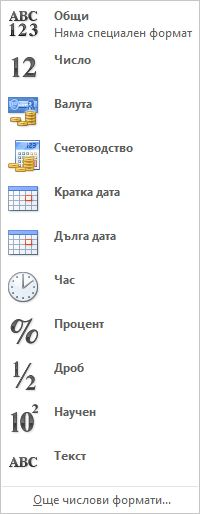 ABC
123
Общи
Няма специален формат
12
Число
Валута
123
Счетоводство
Кратка дата
Дълга дата
Час
%
Процент
1/2
Дроб
10²
Научен
ABC
Текст
Още числови формати...